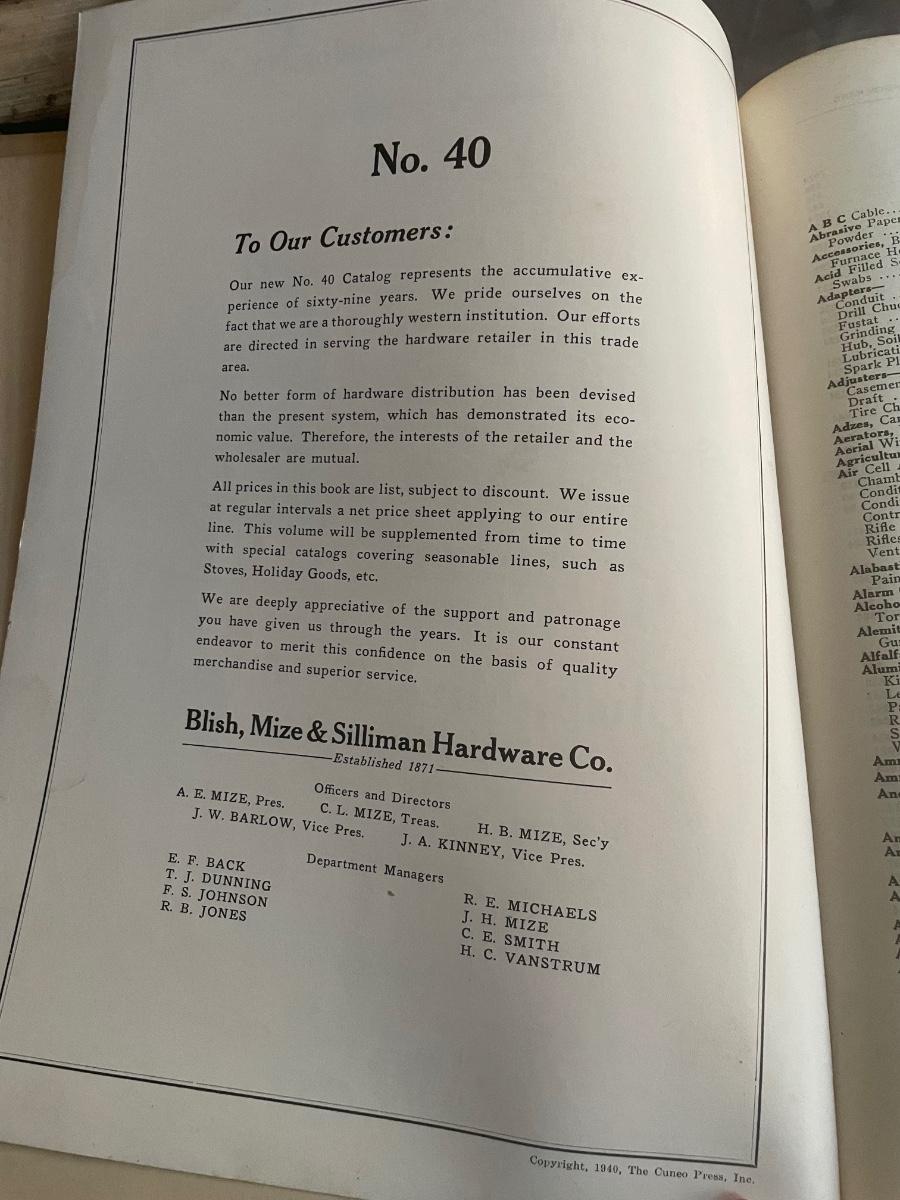 No. 40
To Our Customers:
Our new No. 40 Catalog represents the accumulative ex-
perience of sixty-nine years. We pride ourselves on the
fact that we are a thoroughly western institution. Our efforts
are directed in serving the hardware retailer in this trade
area.
No better form of hardware distribution has been devised
than the present system, which has demonstrated its eco-
nomic value. Therefore, the interests of the retailer and the
wholesaler are mutual.
All prices in this book are list, subject to discount. We issue
at regular intervals a net price sheet applying to our entire
line. This volume will be supplemented from time to time
with special catalogs covering seasonable lines, such as
Stoves, Holiday Goods, etc.
We are deeply appreciative of the support and patronage
you have given us through the years. It is our constant
endeavor to merit this confidence on the basis of quality
merchandise and superior service.
Blish, Mize & Silliman Hardware Co.
Established 1871
Officers and Directors
A. E. MIZE, Pres. C. L. MIZE, Treas. H. B. MIZE, Sec'y
J. W. BARLOW, Vice Pres. J. A. KINNEY, Vice Pres.
Department Managers
E. F. BACK
T. J. DUNNING
F. S. JOHNSON
R. B. JONES
R. E. MICHAELS
J. H. MIZE
C. E. SMITH
H. C. VANSTRUM
Copyright, 1940, The Cuneo Press, Inc.
A B C Cable..
Abrasive Paper
Powder ...
Accessories, B
Furnace
Acid Filled
Swabs ....
Adapters—
Conduit ..
Drill
Fustat ..
Grinding
Hub,
Spark
Adjusters—
Draft .
Tire
Adzes,
Aerators,
Aerial
Air Cell
Rifle
Rifles
Alarm